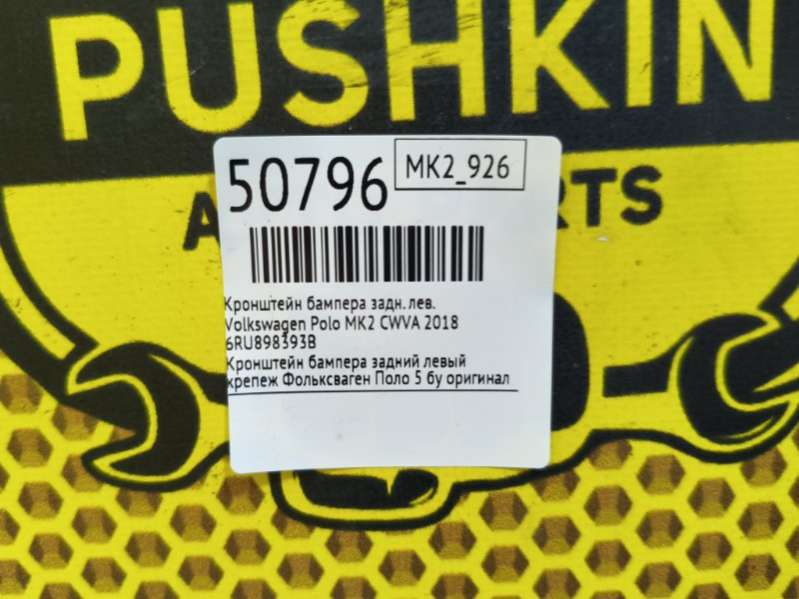 PUSHKIN
50796
MK2_926
Кронштейн бампера задн. лев.
Volkswagen Polo MK2 CWVA 2018
6RU898393B
Кронштейн бампера задний левый
крепеж Фольксваген Поло 5 бу оригинал